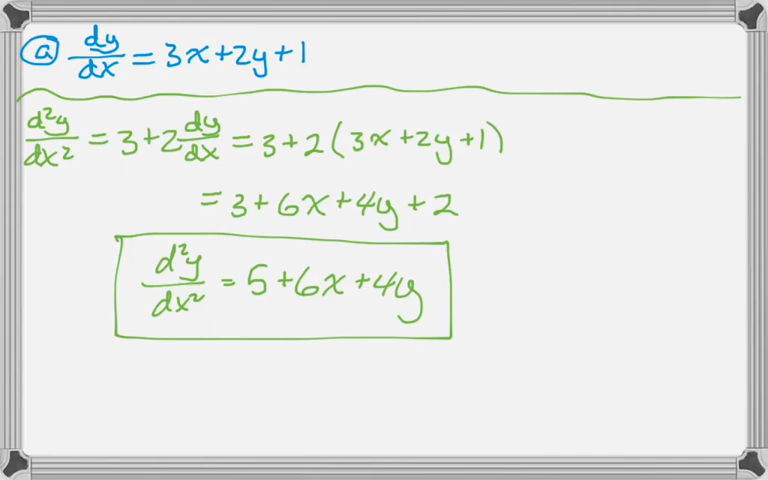 ⓐ dy/dx = 3x+2y+1
d²y/dx² = 3+2 dy/dx = 3+2(3x+2y+1)
= 3+6x+4y+2
d²y/dx² = 5+6x+4y